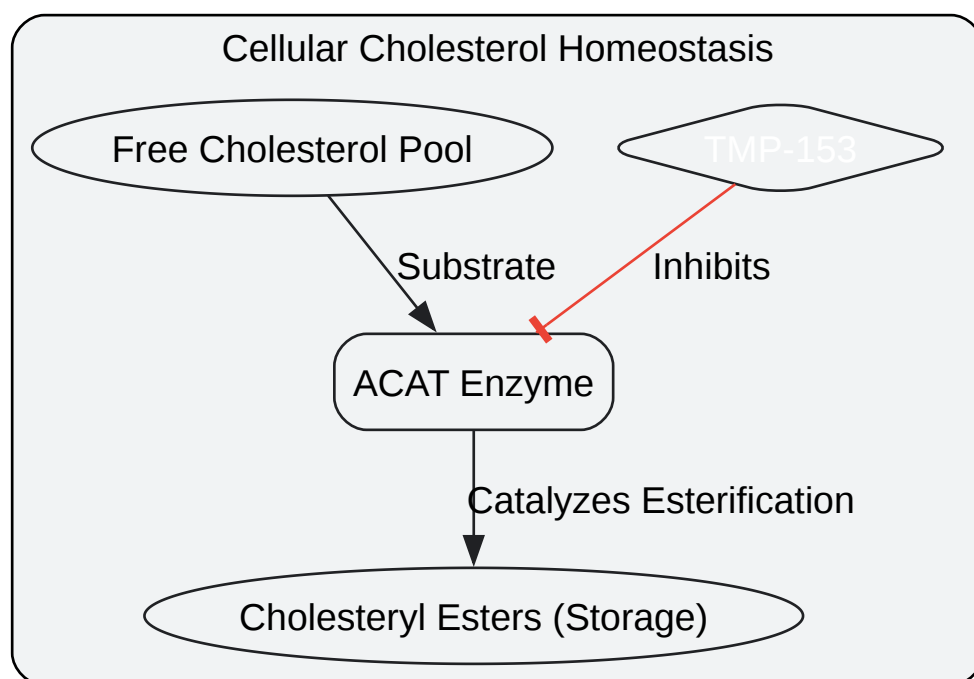 Cellular Cholesterol Homeostasis
Free Cholesterol Pool
TMP-153
Substrate
Inhibits
ACAT Enzyme
Catalyzes Esterification
Cholesteryl Esters (Storage)